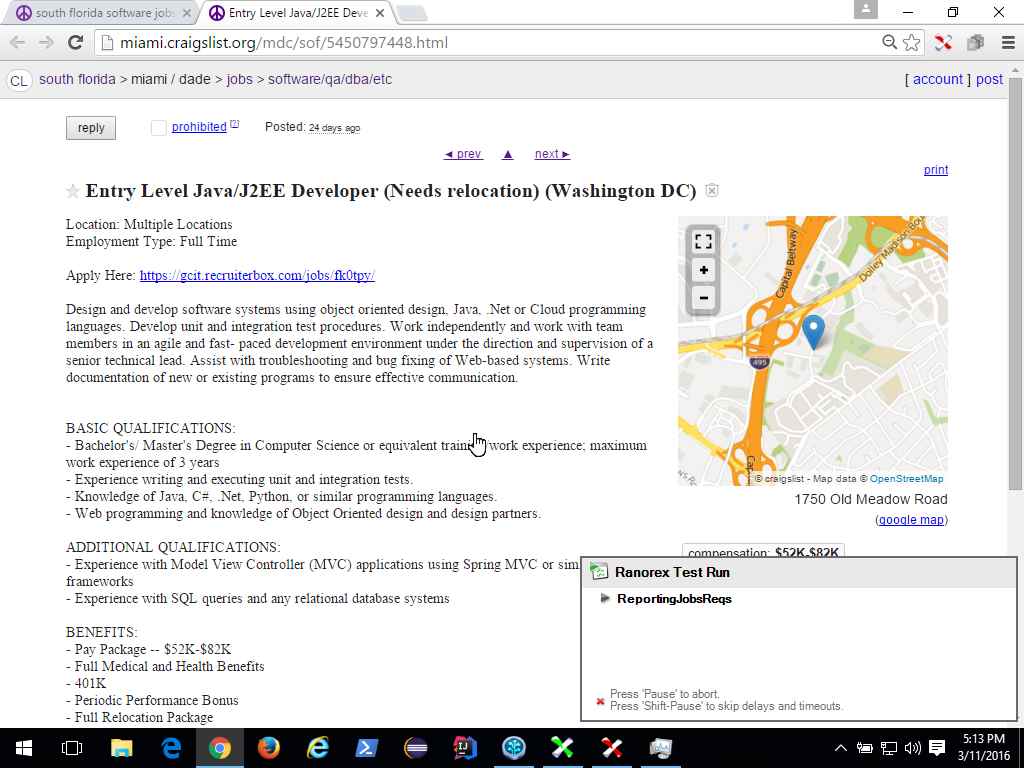 south florida software jobs
Entry Level Java/J2EE Deve
miami.craigslist.org/mdc/sof/5450797448.html
CL south florida > miami / dade > jobs > software/qa/dba/etc
[ account ] post
reply
prohibited [?]
Posted: 24 days ago
◄ prev ▲ next ►
print
Entry Level Java/J2EE Developer (Needs relocation) (Washington DC)
Location: Multiple Locations
Employment Type: Full Time
Apply Here: https://gcit.recruiterbox.com/jobs/fk0tpy/
Design and develop software systems using object oriented design, Java, .Net or Cloud programming
languages. Develop unit and integration test procedures. Work independently and work with team
members in an agile and fast- paced development environment under the direction and supervision of a
senior technical lead. Assist with troubleshooting and bug fixing of Web-based systems. Write
documentation of new or existing programs to ensure effective communication.
BASIC QUALIFICATIONS:
- Bachelor's/ Master's Degree in Computer Science or equivalent work experience; maximum
work experience of 3 years
- Experience writing and executing unit and integration tests.
- Knowledge of Java, C#, .Net, Python, or similar programming languages.
- Web programming and knowledge of Object Oriented design and design partners.
ADDITIONAL QUALIFICATIONS:
- Experience with Model View Controller (MVC) applications using Spring MVC or
frameworks
- Experience with SQL queries and any relational database systems
BENEFITS:
- Pay Package -- $52K-$82K
- Full Medical and Health Benefits
- 401K
- Periodic Performance Bonus
- Full Relocation Package
+
−
Capital Beltway
Dolley Madison
495
© craigslist - Map data © OpenStreetMap
1750 Old Meadow Road
(google map)
compensation: $52K-$82K
Ranorex Test Run
ReportingJobsReqs
Press 'Pause' to abort.
Press 'Shift-Pause' to skip delays and timeouts.
5:13 PM
3/11/2016